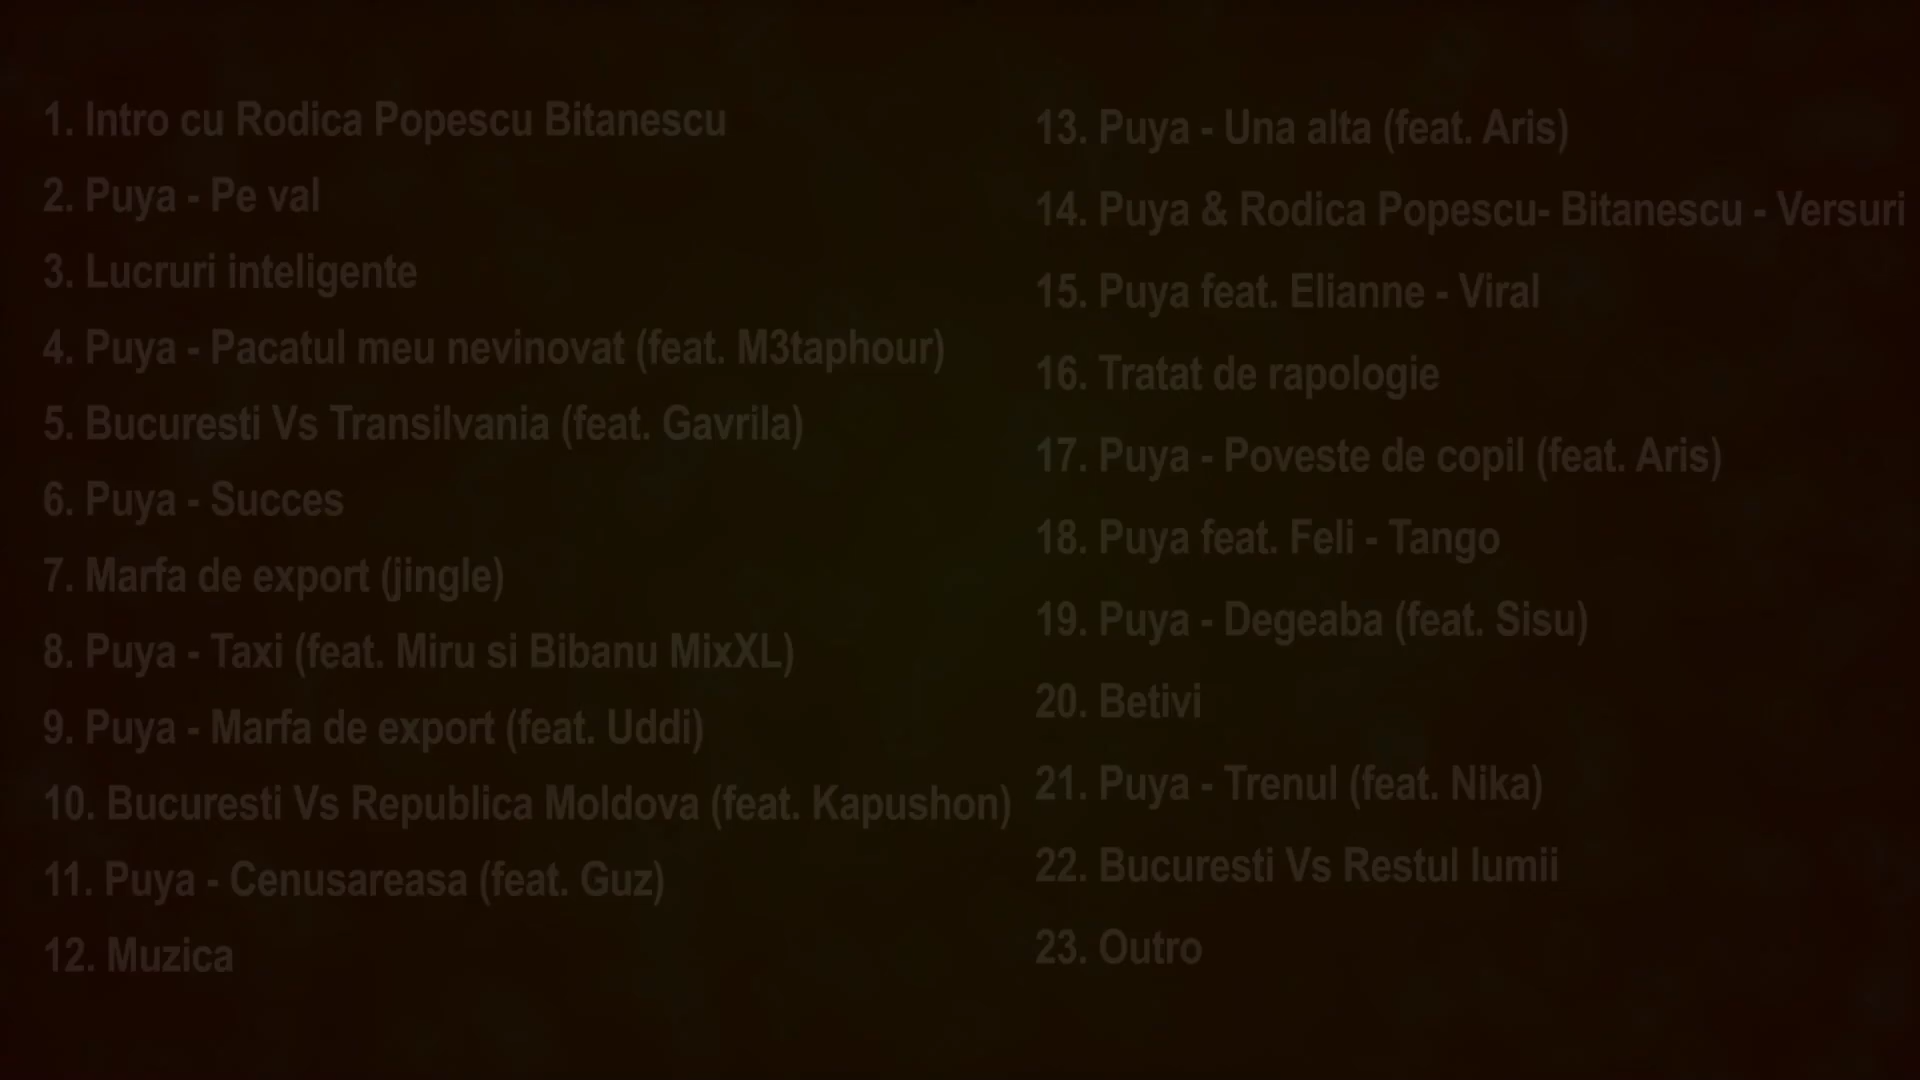 1. Intro cu Rodica Popescu Bitanescu
2. Puya - Pe val
3. Lucruri inteligente
4. Puya - Pacatul meu nevinovat (feat. M3taphour)
5. Bucuresti Vs Transilvania (feat. Gavrila)
6. Puya - Succes
7. Marfa de export (jingle)
8. Puya - Taxi (feat. Miru si Bibanu MixXL)
9. Puya - Marfa de export (feat. Uddi)
10. Bucuresti Vs Republica Moldova (feat. Kapushon)
11. Puya - Cenusareasa (feat. Guz)
12. Muzica
13. Puya - Una alta (feat. Aris)
14. Puya & Rodica Popescu- Bitanescu - Versuri
15. Puya feat. Elianne - Viral
16. Tratat de rapologie
17. Puya - Poveste de copil (feat. Aris)
18. Puya feat. Feli - Tango
19. Puya - Degeaba (feat. Sisu)
20. Betivi
21. Puya - Trenul (feat. Nika)
22. Bucuresti Vs Restul lumii
23. Outro